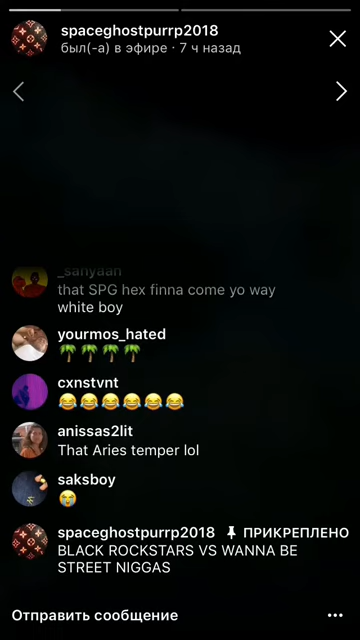 spaceghostpurrp2018
был(-а) в эфире · 7 ч назад
_sanyaah
that SPG hex finna come yo way
white boy
yourmos_hated
🌴🌴🌴🌴
cxnstvnt
😂😂😂😂😂😂
anissas2lit
That Aries temper lol
saksboy
😭
spaceghostpurrp2018 📌 ПРИКРЕПЛЕНО
BLACK ROCKSTARS VS WANNA BE
STREET NIGGAS
Отправить сообщение